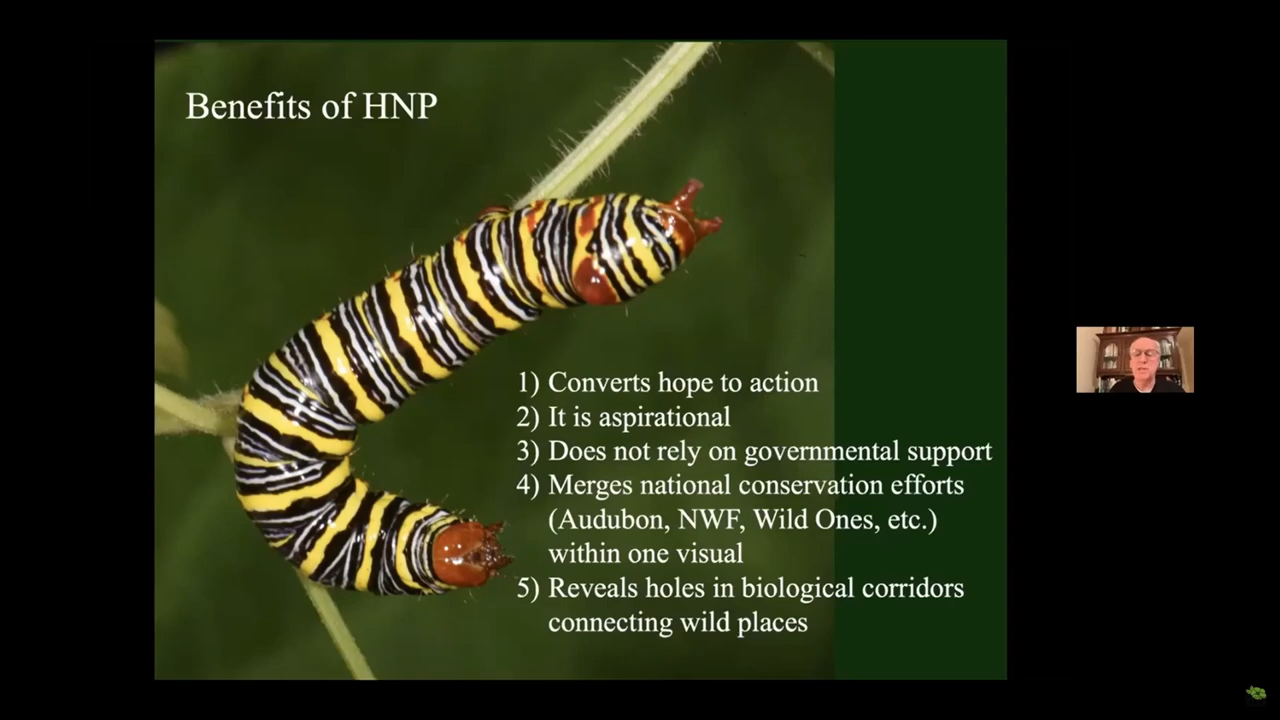 Benefits of HNP
1) Converts hope to action
2) It is aspirational
3) Does not rely on governmental support
4) Merges national conservation efforts
(Audubon, NWF, Wild Ones, etc.)
within one visual
5) Reveals holes in biological corridors
connecting wild places